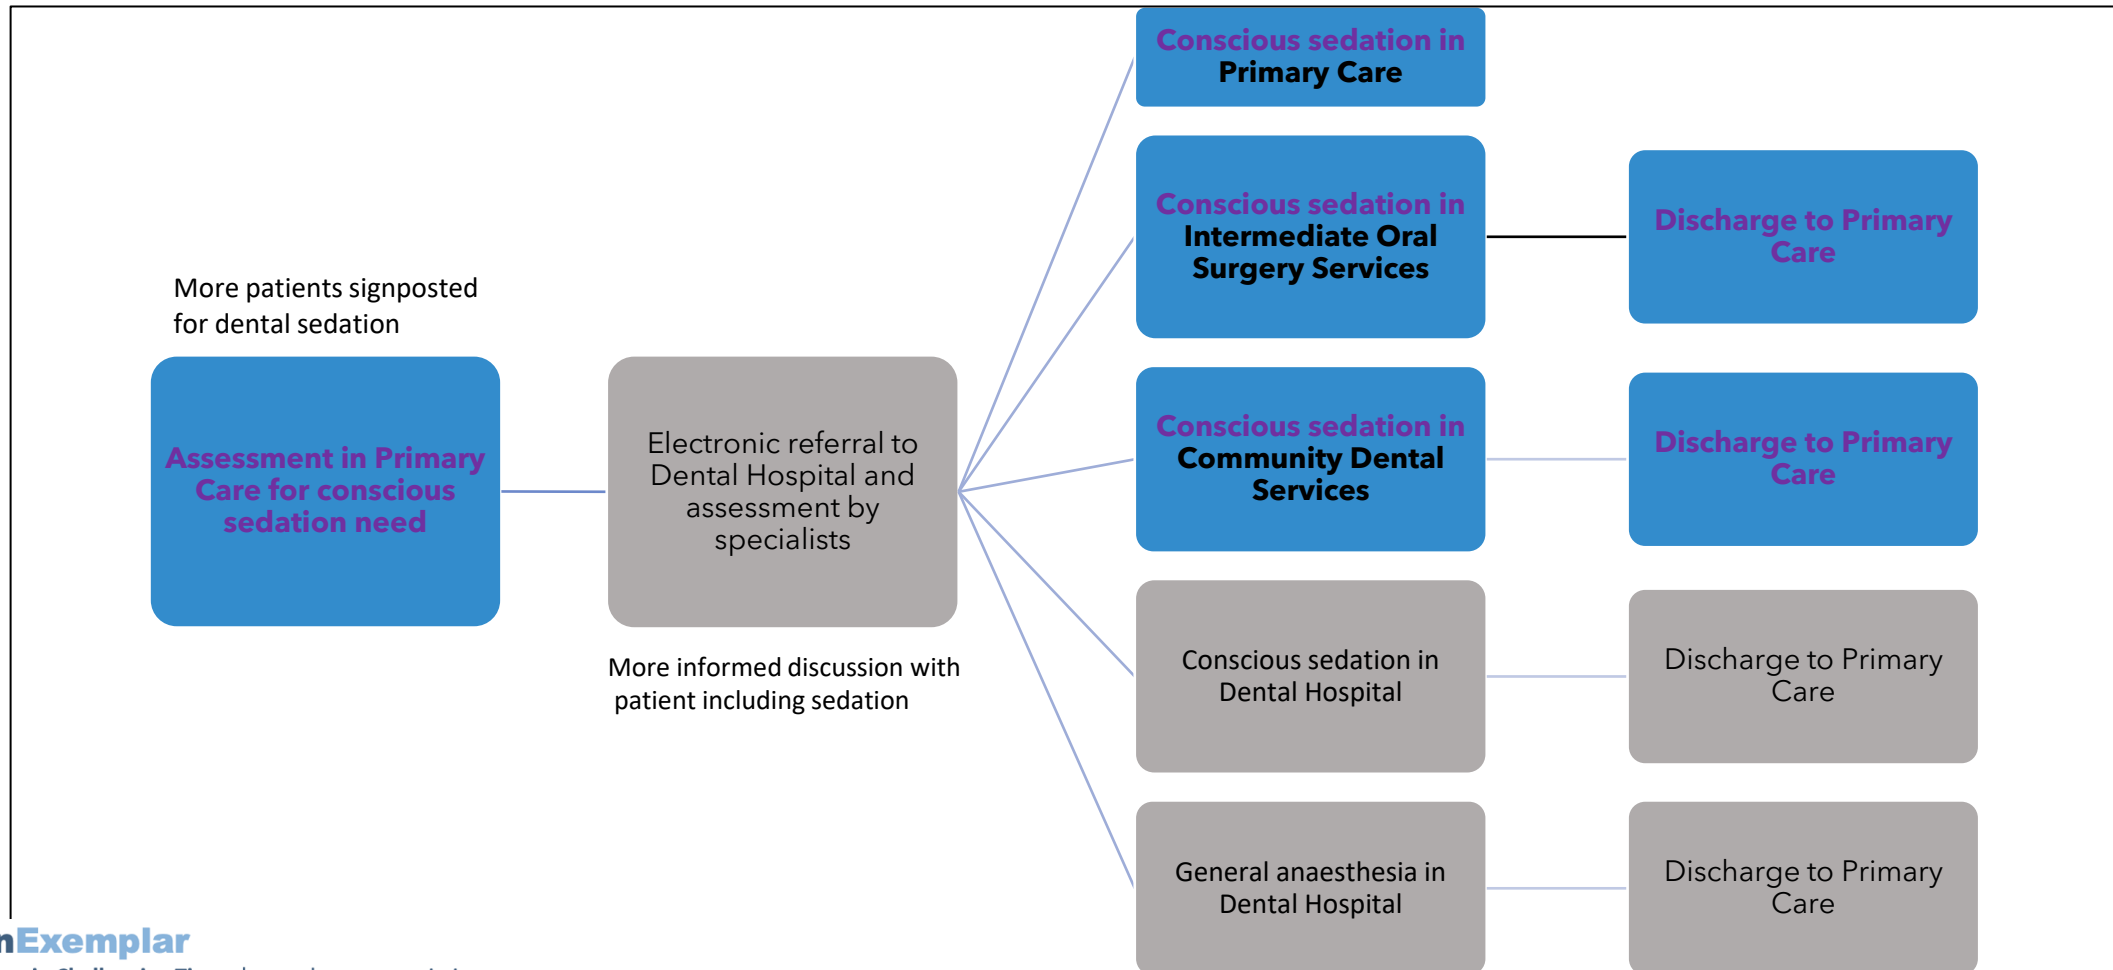 More patients signposted
for dental sedation
Assessment in Primary
Care for conscious
sedation need
Electronic referral to
Dental Hospital and
assessment by
specialists
More informed discussion with
patient including sedation
Conscious sedation in
Primary Care
Conscious sedation in
Intermediate Oral
Surgery Services
Discharge to Primary
Care
Conscious sedation in
Community Dental
Services
Discharge to Primary
Care
Conscious sedation in
Dental Hospital
Discharge to Primary
Care
General anaesthesia in
Dental Hospital
Discharge to Primary
Care
nExemplar